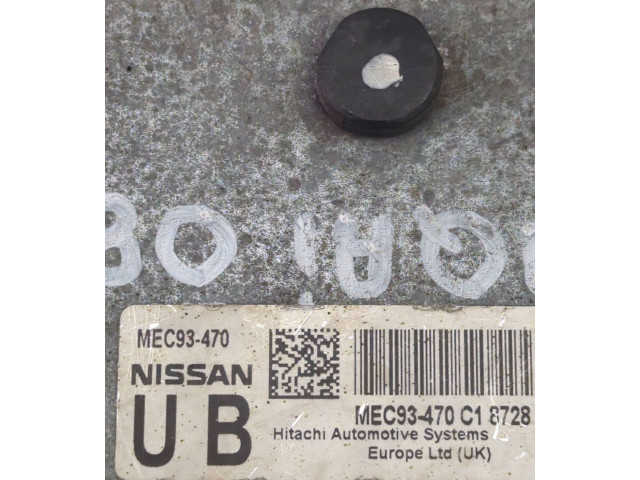 MEC93-470
NISSAN
UB
MEC93-470 C1 8728
Hitachi Automotive Systems
Europe Ltd (UK)